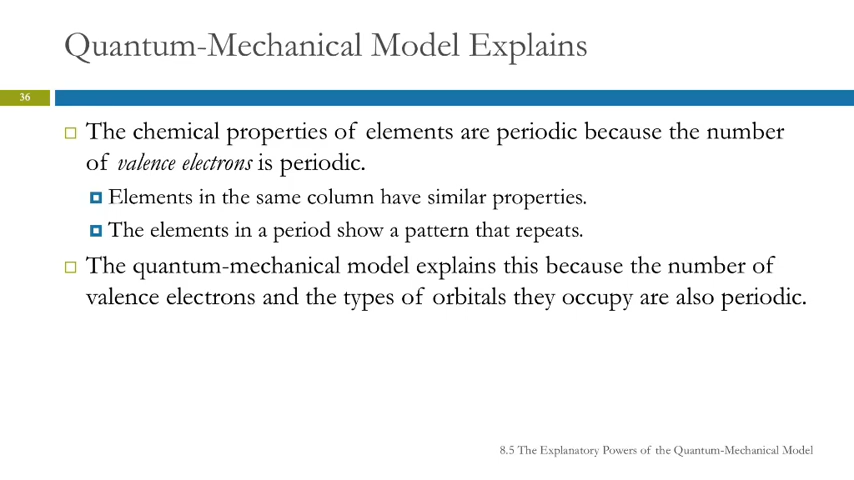 Quantum-Mechanical Model Explains
36
The chemical properties of elements are periodic because the number
of valence electrons is periodic.
Elements in the same column have similar properties.
The elements in a period show a pattern that repeats.
The quantum-mechanical model explains this because the number of
valence electrons and the types of orbitals they occupy are also periodic.
8.5 The Explanatory Powers of the Quantum-Mechanical Model